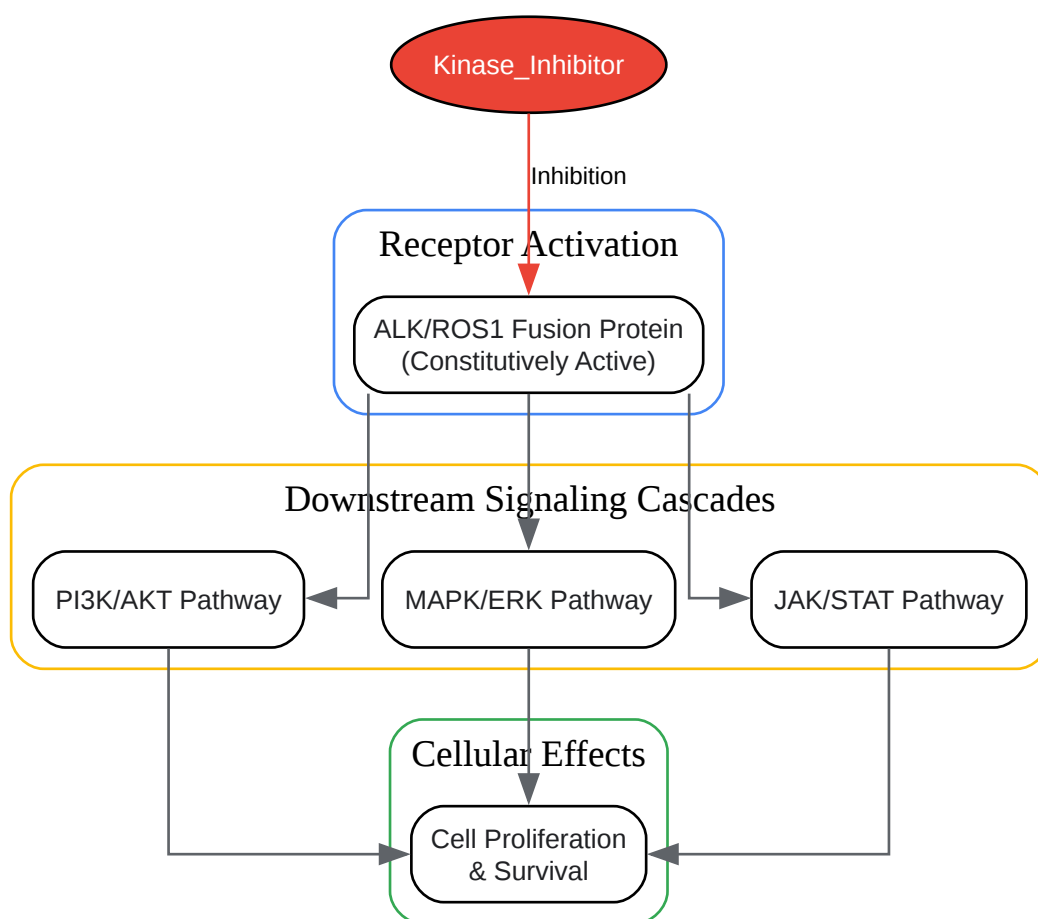 Kinase_Inhibitor
Inhibition
Receptor Activation
ALK/ROS1 Fusion Protein
(Constitutively Active)
Downstream Signaling Cascades
PI3K/AKT Pathway
MAPK/ERK Pathway
JAK/STAT Pathway
Cellular Effects
Cell Proliferation
& Survival